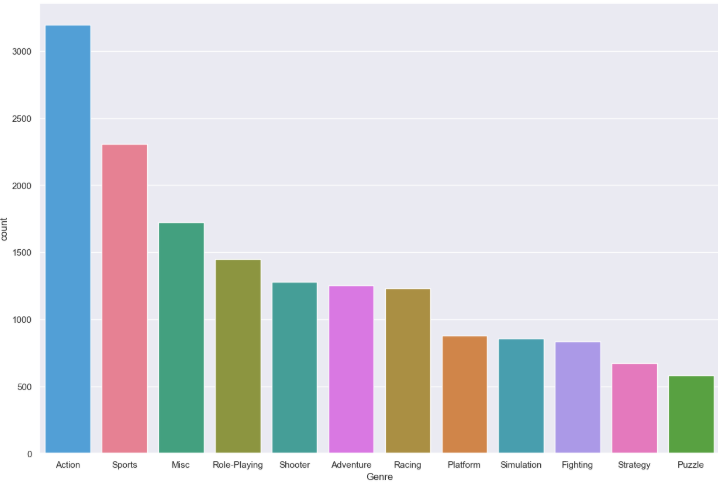 3000
2500
2000
1500
1000
500
0
count
Action Sports Misc Role-Playing Shooter Adventure Racing Platform Simulation Fighting Strategy Puzzle
Genre